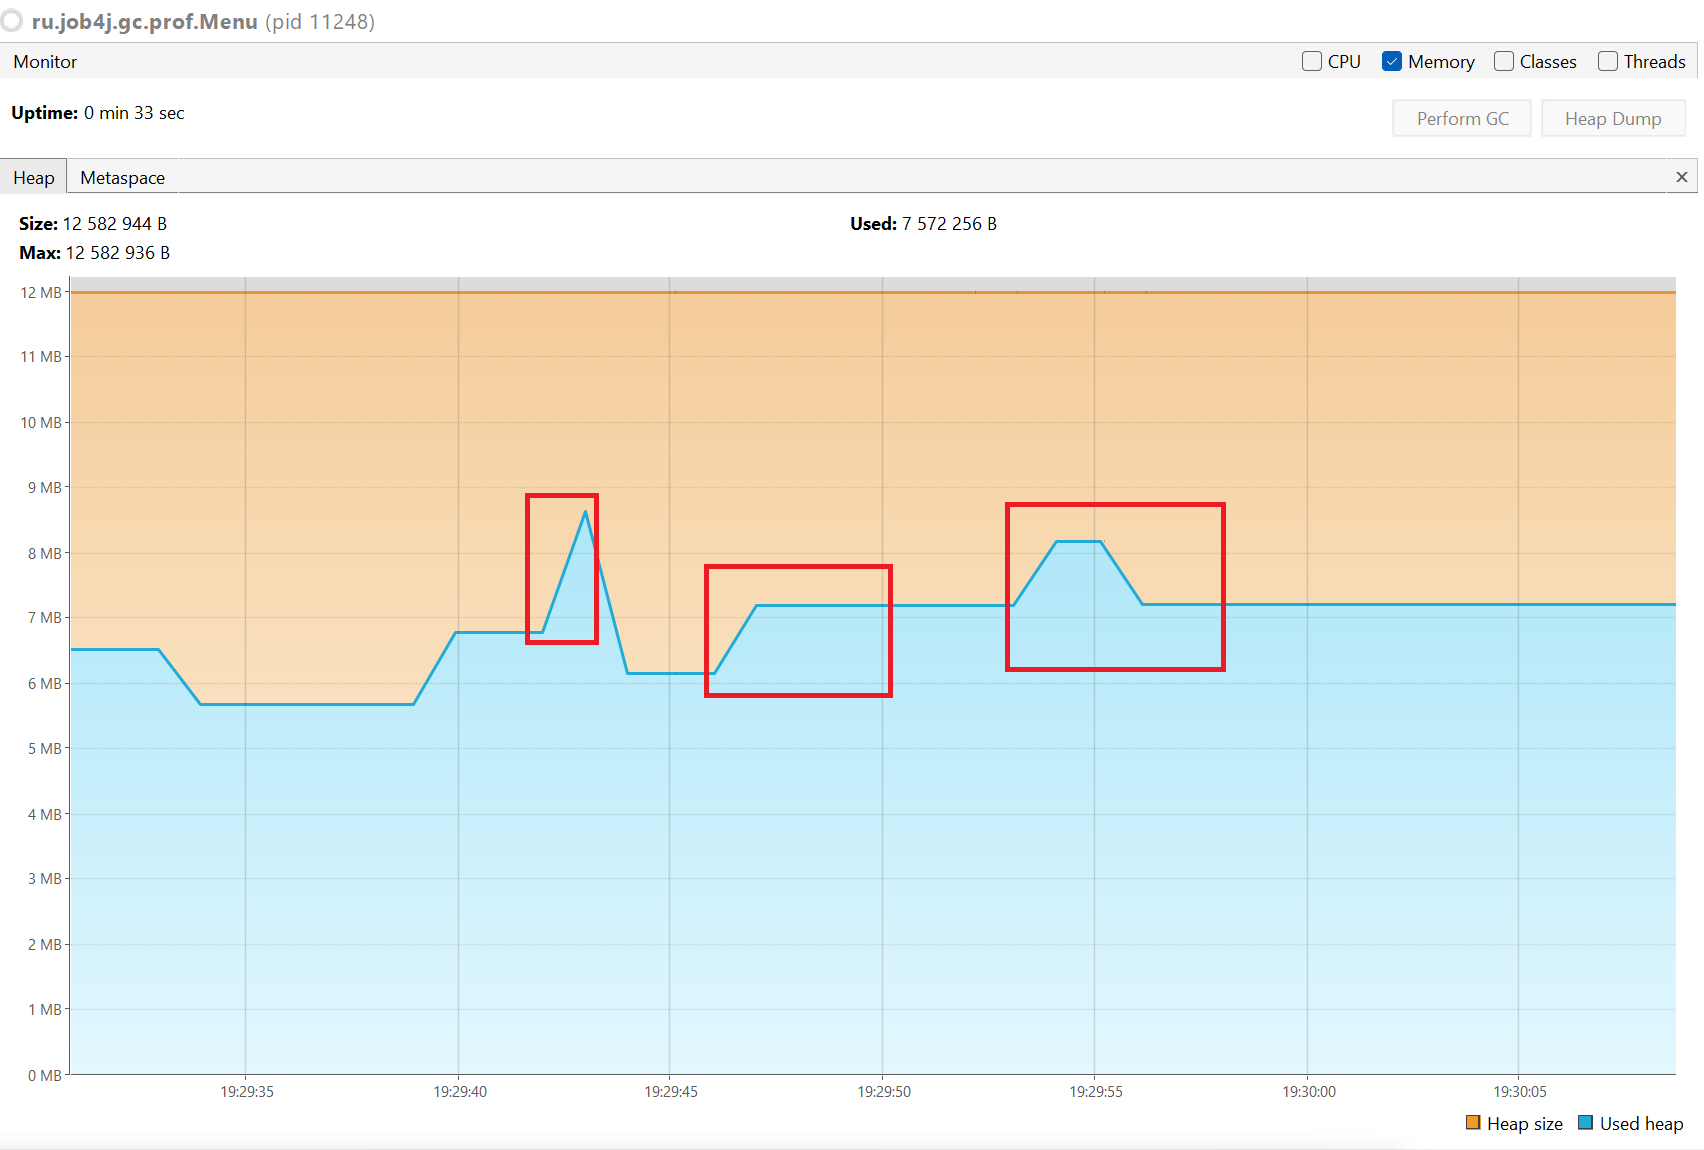 ru.job4j.gc.prof.Menu (pid 11248)
Monitor
CPU Memory Classes Threads
Uptime: 0 min 33 sec
Perform GC Heap Dump
Heap Metaspace
Size: 12 582 944 B
Used: 7 572 256 B
Max: 12 582 936 B
12 MB
11 MB
10 MB
9 MB
8 MB
7 MB
6 MB
5 MB
4 MB
3 MB
2 MB
1 MB
0 MB
19:29:35 19:29:40 19:29:45 19:29:50 19:29:55 19:30:00 19:30:05
Heap size Used heap